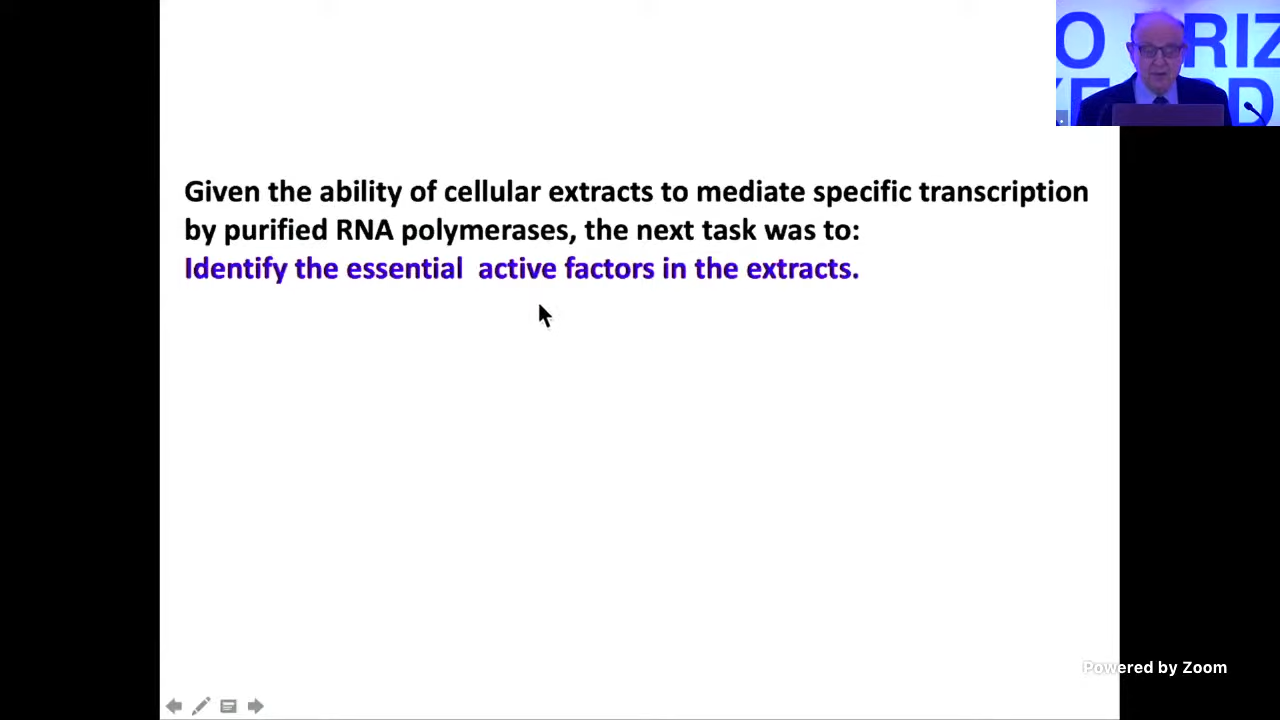 O PRIZ
Given the ability of cellular extracts to mediate specific transcription
by purified RNA polymerases, the next task was to:
Identify the essential  active factors in the extracts.
Powered by Zoom